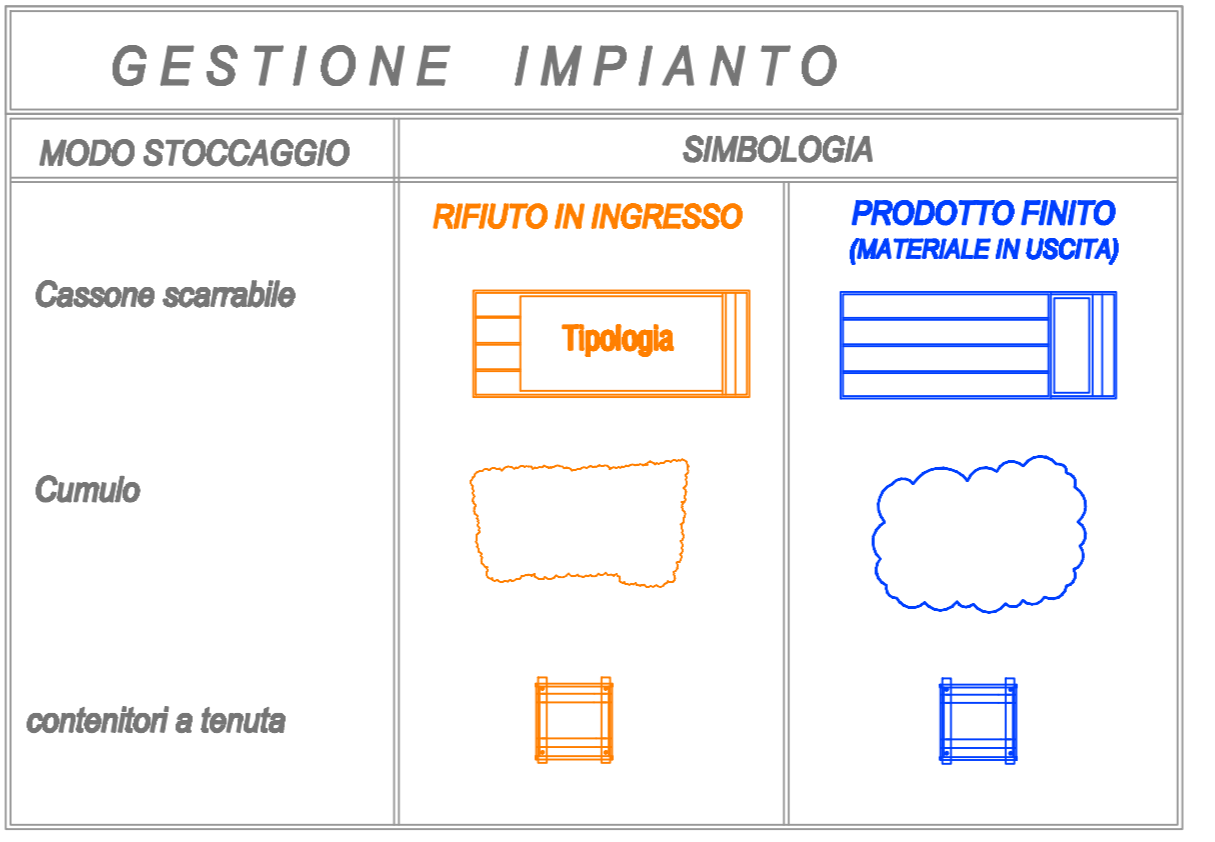 GESTIONE IMPIANTO
MODO STOCCAGGIO
SIMBOLOGIA
RIFIUTO IN INGRESSO
PRODOTTO FINITO
(MATERIALE IN USCITA)
Cassone scarrabile
Tipologia
Cumulo
contenitori a tenuta